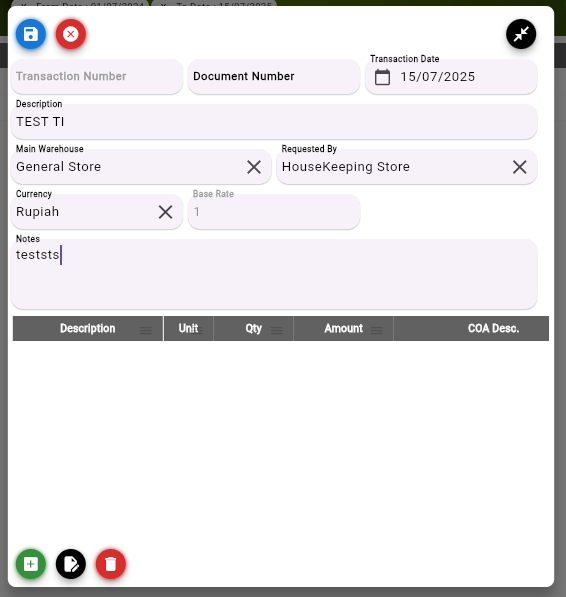 From Date : 01/07/2024 To Date : 15/07/2025
Transaction Number
Document Number
Transaction Date
15/07/2025
Description
TEST TI
Main Warehouse
General Store
Requested By
HouseKeeping Store
Currency
Rupiah
Base Rate
1
Notes
teststs
Description Unit Qty Amount COA Desc.